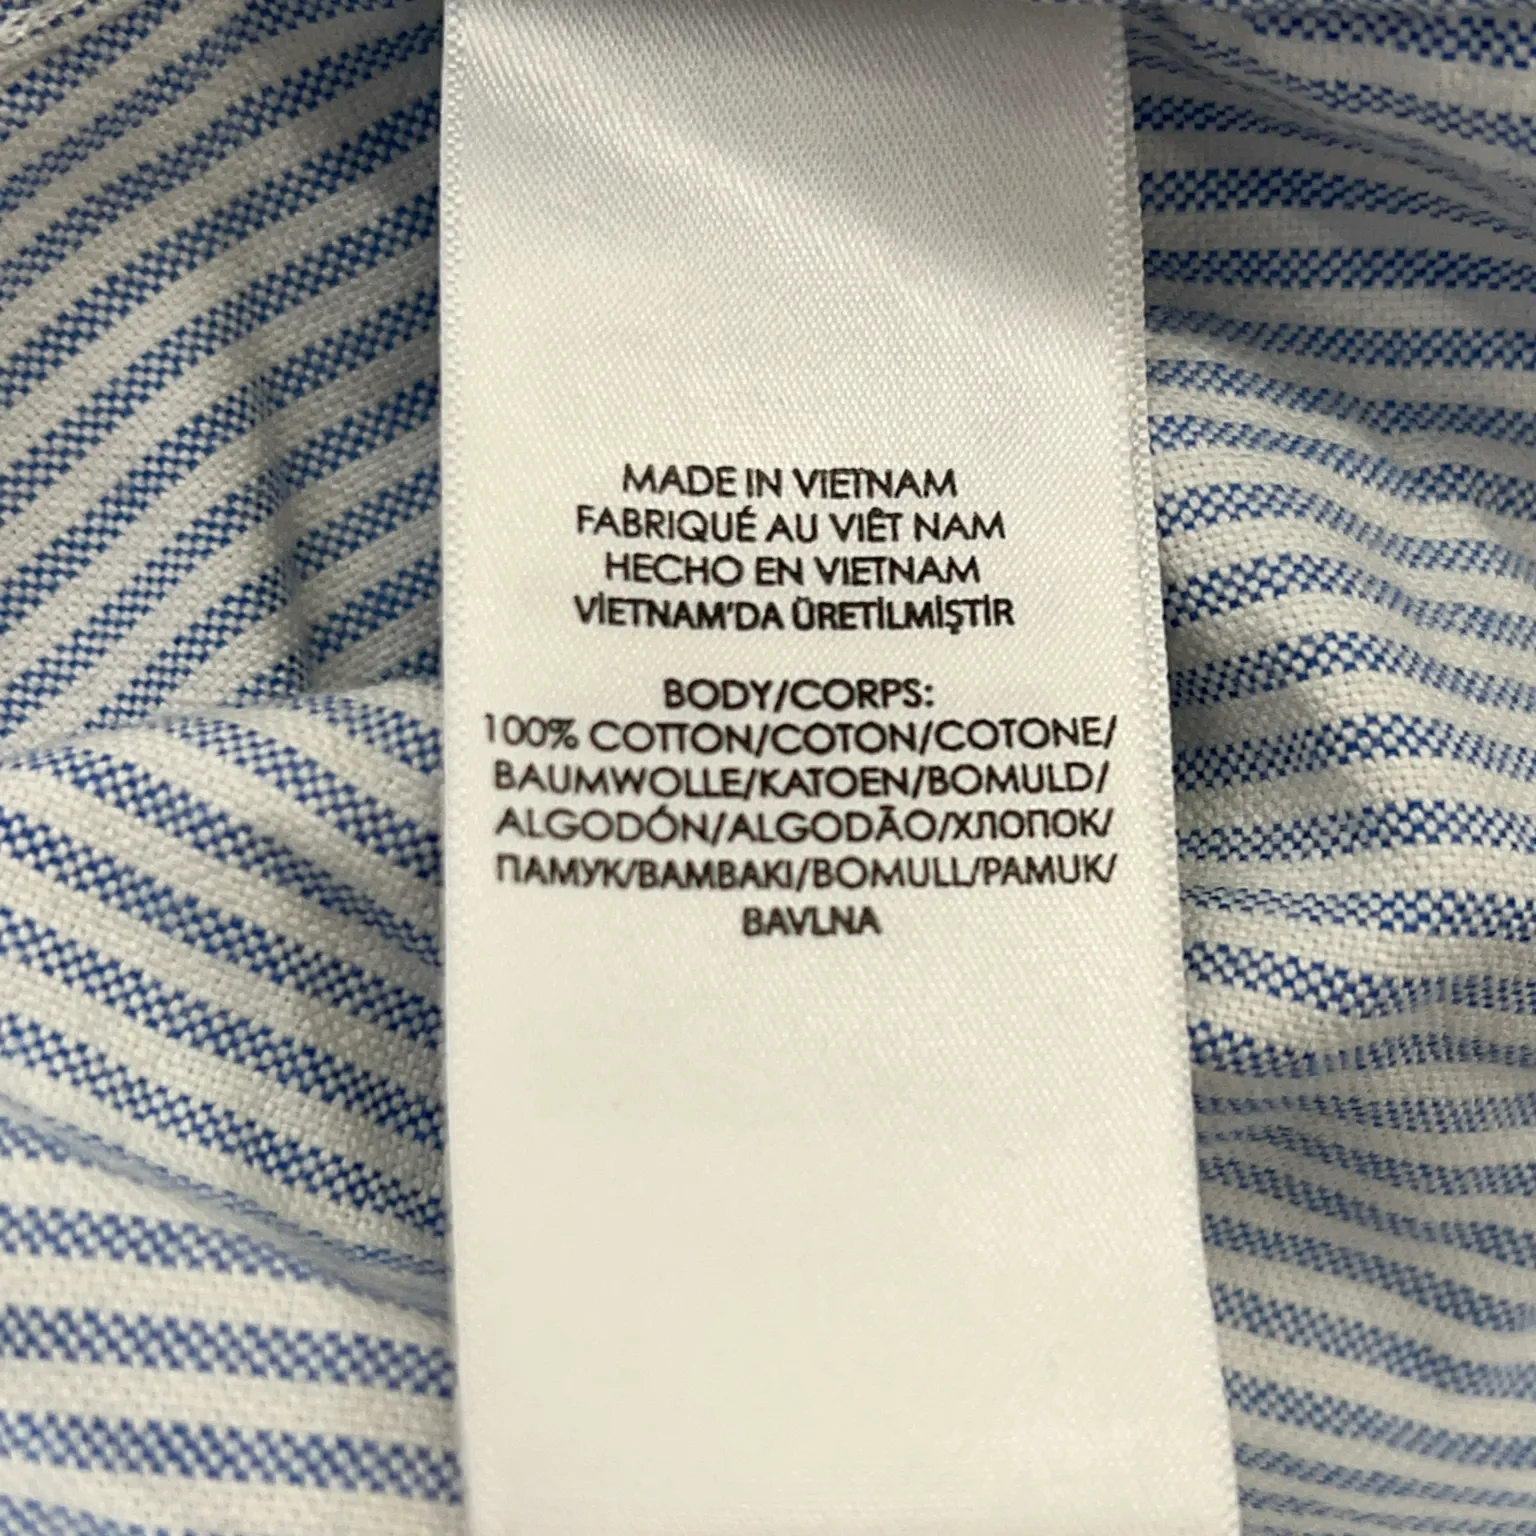 MADE IN VIETNAM
FABRIQUÉ AU VIÊT NAM
HECHO EN VIETNAM
VİETNAM'DA ÜRETİLMİŞTİR
BODY/CORPS:
100% COTTON/COTON/COTONE/
BAUMWOLLE/KATOEN/BOMULD/
ALGODÓN/ALGODÃO/ХЛОПОК/
ПАМУК/ΒΑΜΒΑΚΙ/BOMULL/PAMUK/
BAVLNA